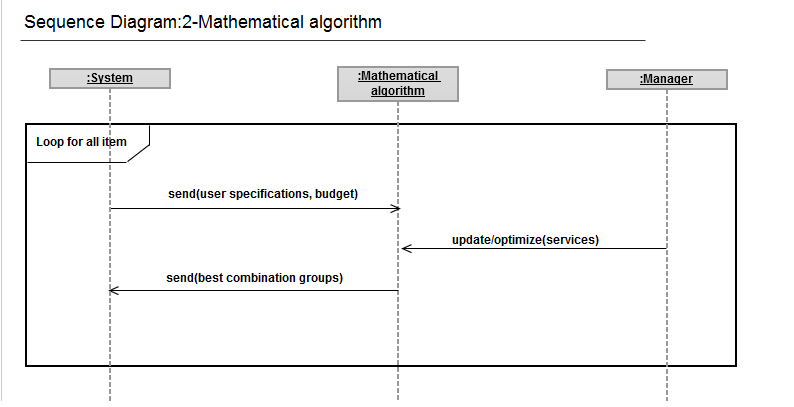 Sequence Diagram:2-Mathematical algorithm
:System
:Mathematical
algorithm
:Manager
Loop for all item
send(user specifications, budget)
update/optimize(services)
send(best combination groups)